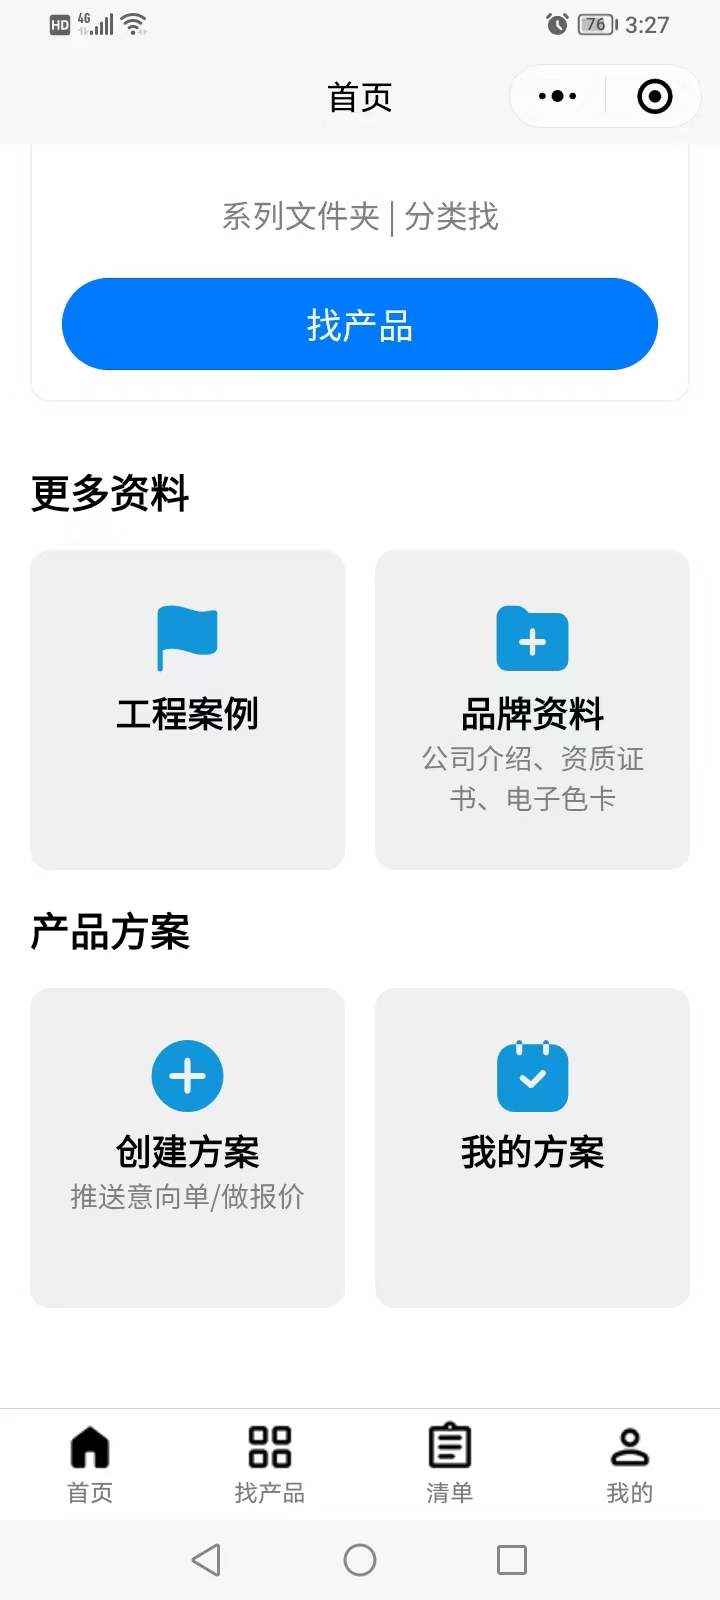 HD 4G 76 3:27
首页
系列文件夹 | 分类找
找产品
更多资料
工程案例
品牌资料
公司介绍、资质证
书、电子色卡
产品方案
创建方案
推送意向单/做报价
我的方案
首页 找产品 清单 我的